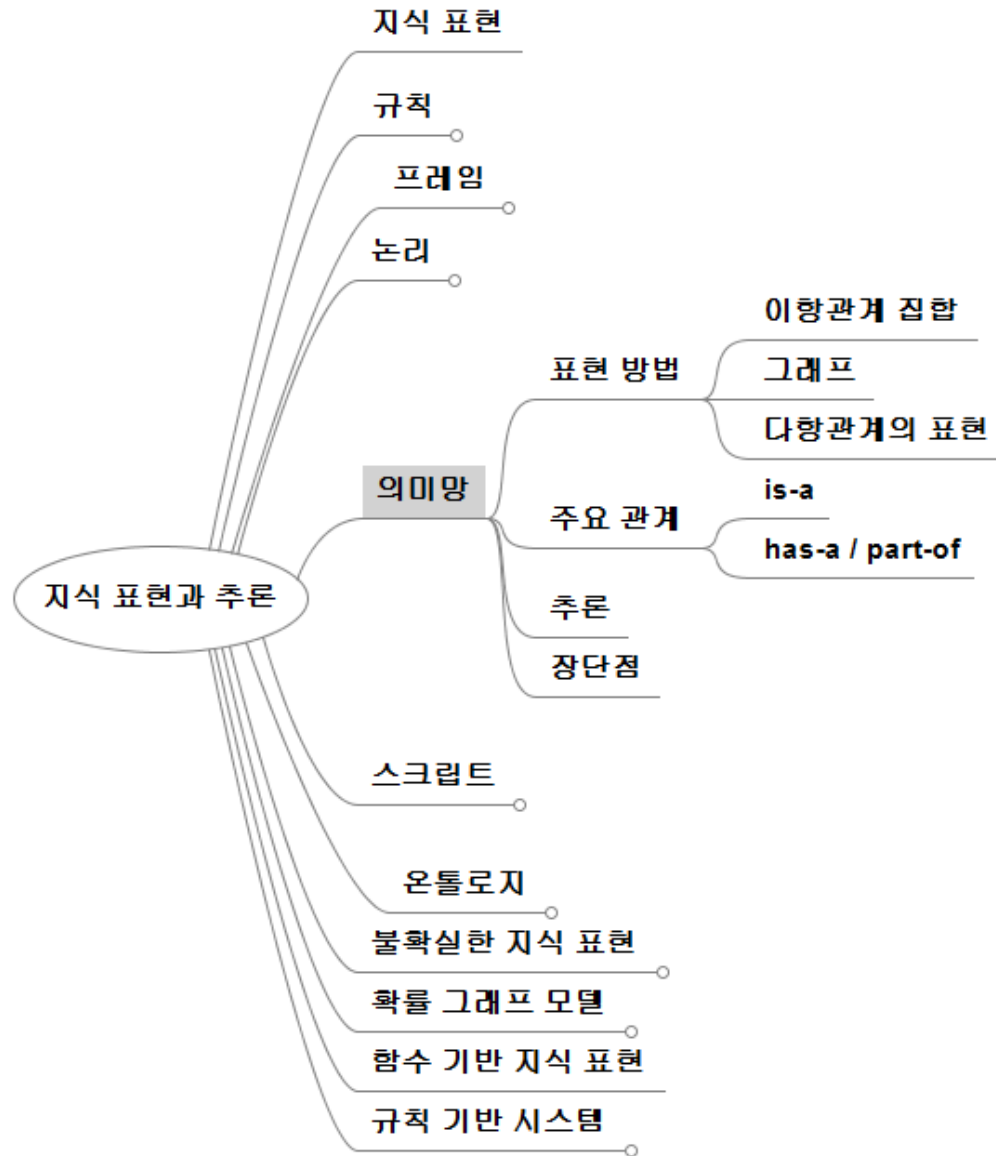 지식 표현
규칙
프레임
논리
이항관계 집합
표현 방법
그래프
다항관계의 표현
의미망
is-a
주요 관계
has-a / part-of
지식 표현과 추론
추론
장단점
스크립트
온톨로지
불확실한 지식 표현
확률 그래프 모델
함수 기반 지식 표현
규칙 기반 시스템